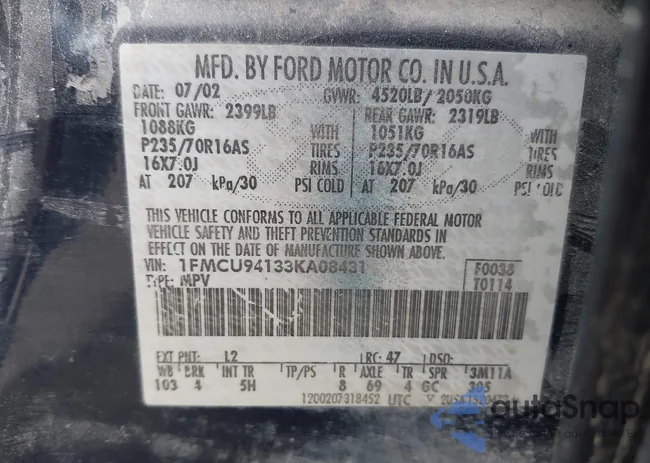 MFD. BY FORD MOTOR CO. IN U.S.A.
DATE: 07/02 GVWR: 4520LB/ 2050KG
FRONT GAWR: 2399LB REAR GAWR: 2319LB
1088KG WITH 1051KG WITH
P235/70R16AS TIRES P235/70R16AS TIRES
16X7.0J RIMS 16X7.0J RIMS
AT 207 kPa/30 PSI COLD AT 207 kPa/30 PSI COLD
THIS VEHICLE CONFORMS TO ALL APPLICABLE FEDERAL MOTOR
VEHICLE SAFETY AND THEFT PREVENTION STANDARDS IN
EFFECT ON THE DATE OF MANUFACTURE SHOWN ABOVE.
VIN: 1FMCU94133KA08431 F0038
TYPE: MPV T0114
EXT PNT: L2 RC: 47 DSO:
WB BRK INT TR TP/PS R AXLE TR SPR 3M11A
103 4 5H 8 69 4 GC 305
1200207318452 UTC
autoSnap